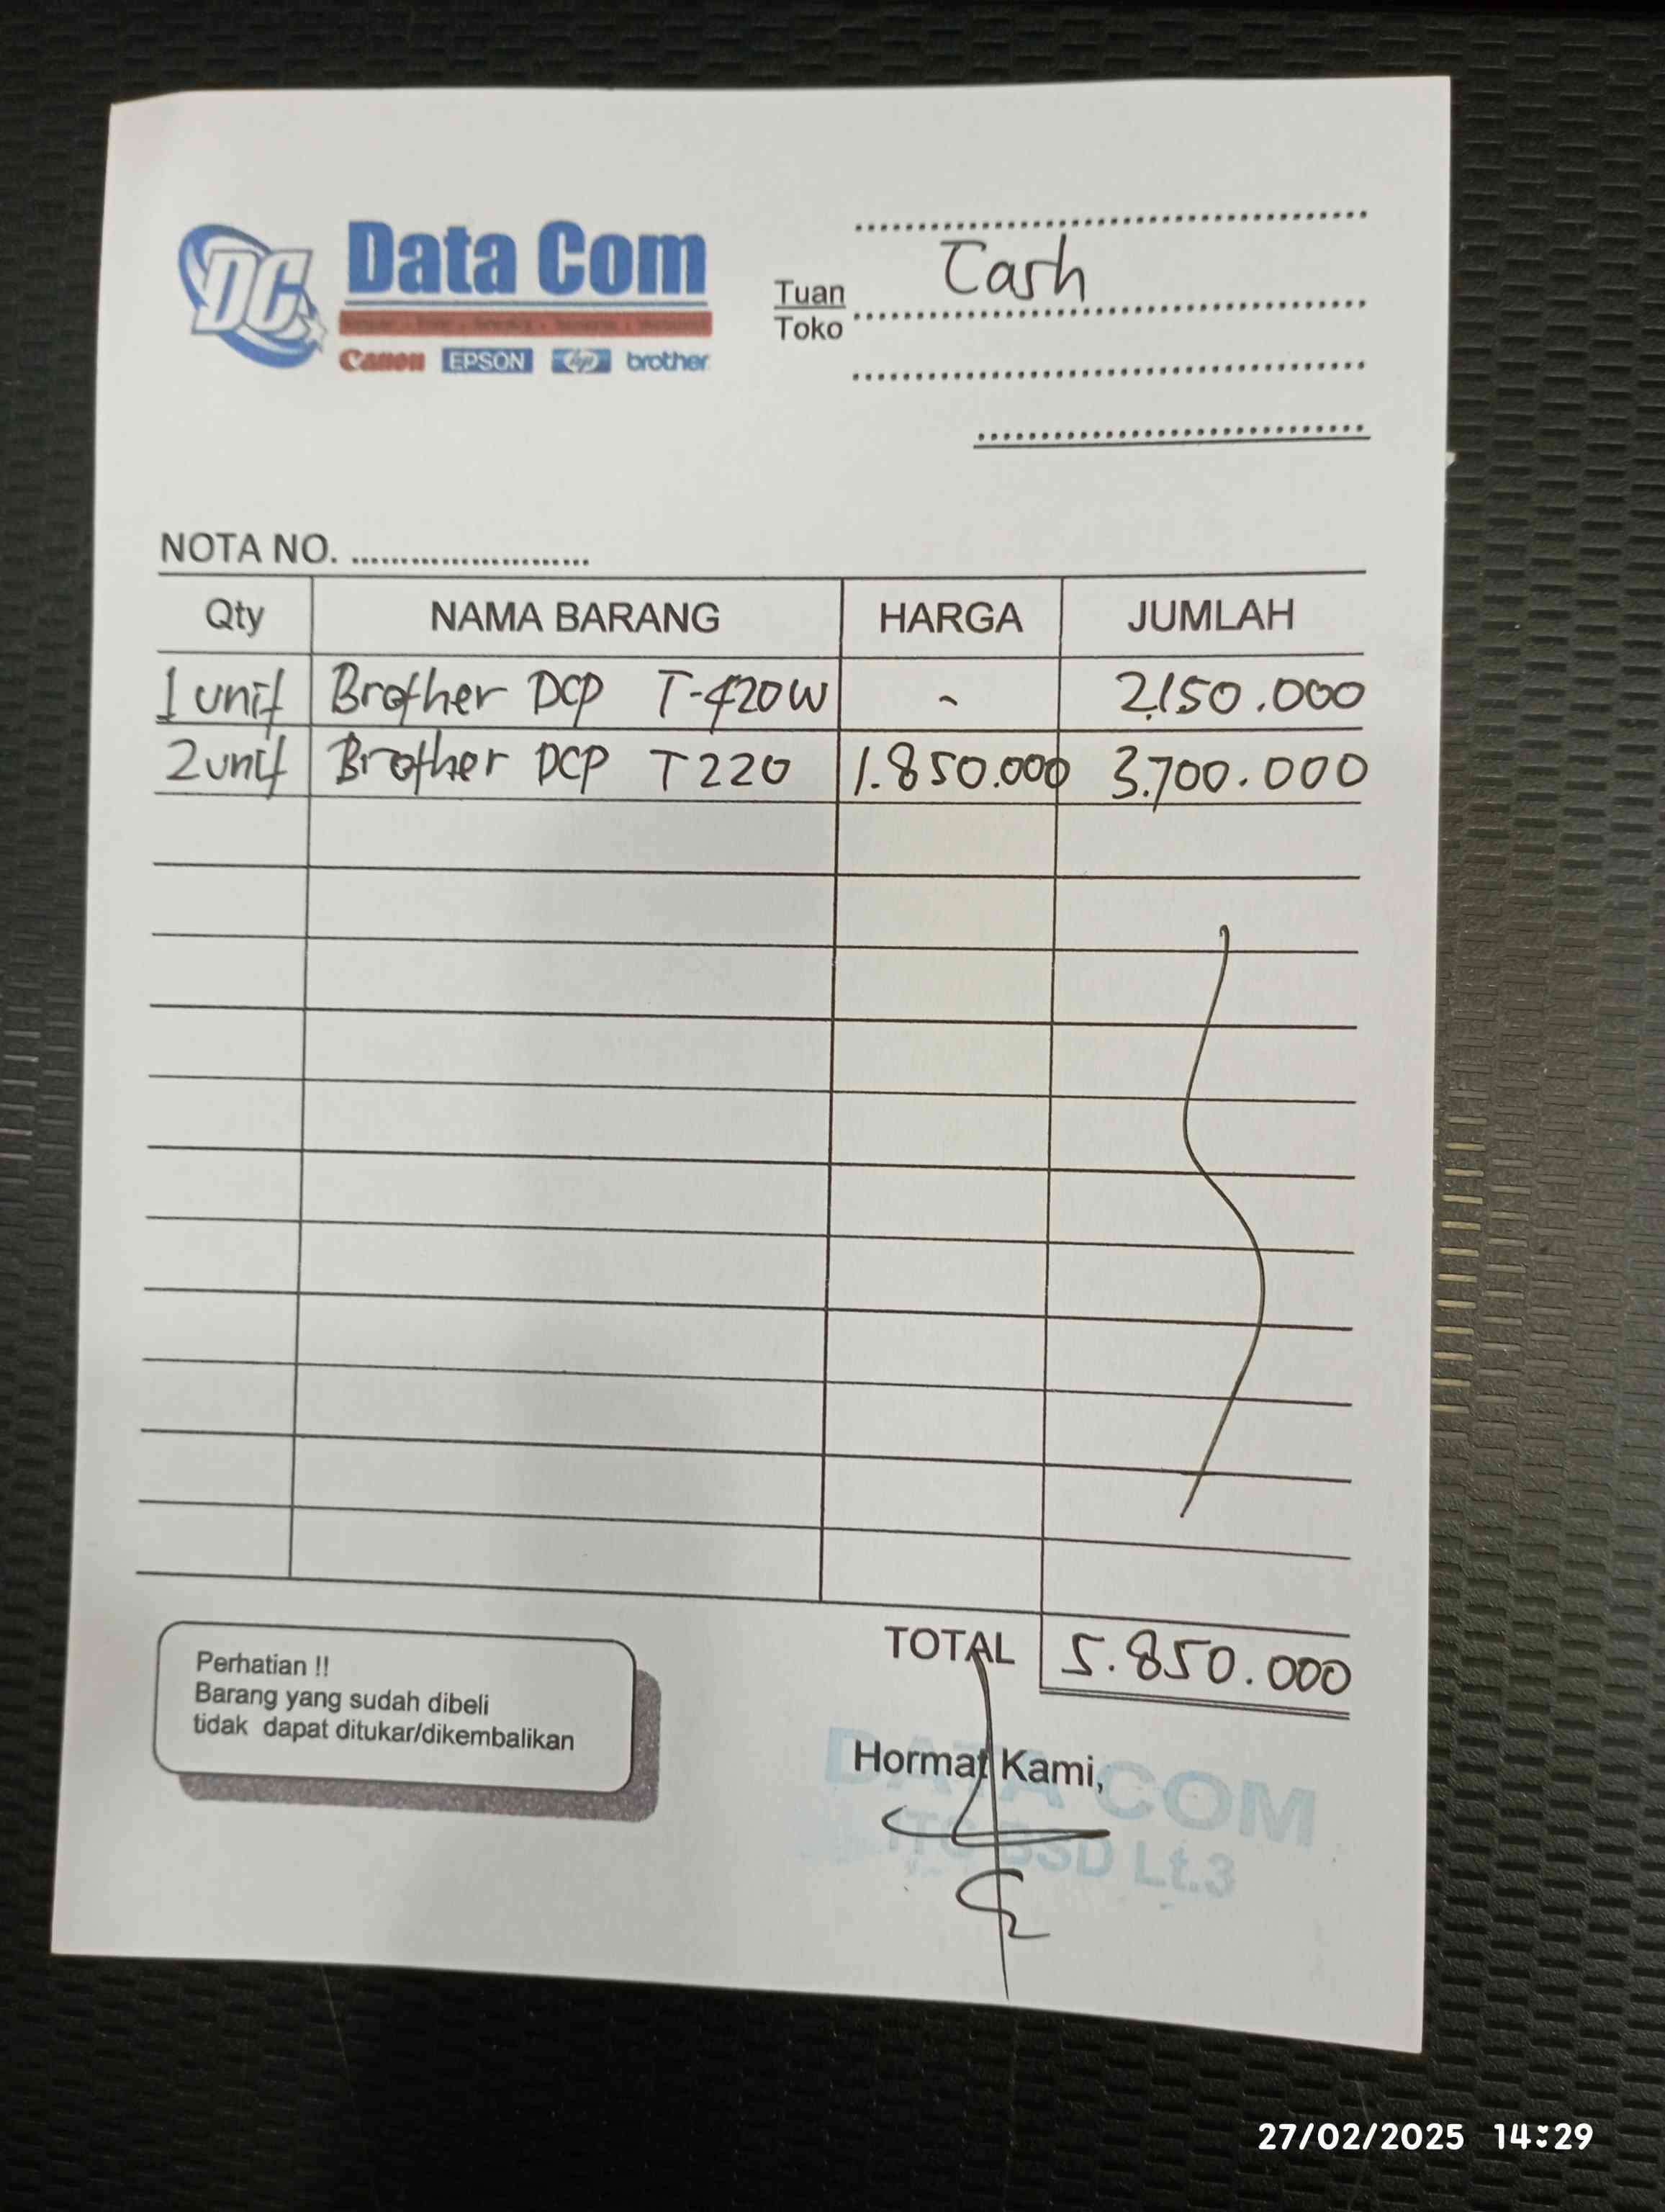 DC Data Com
Canon EPSON hp brother
Tuan Cash
Toko
NOTA NO. ........................
Qty NAMA BARANG HARGA JUMLAH
1 unit Brother DCP T-420W - 2.150.000
2 unit Brother DCP T220 1.850.000 3.700.000
TOTAL 5.850.000
Perhatian !!
Barang yang sudah dibeli
tidak dapat ditukar/dikembalikan
Hormat Kami,
DATA COM
ITC BSD Lt.3
27/02/2025 14:29